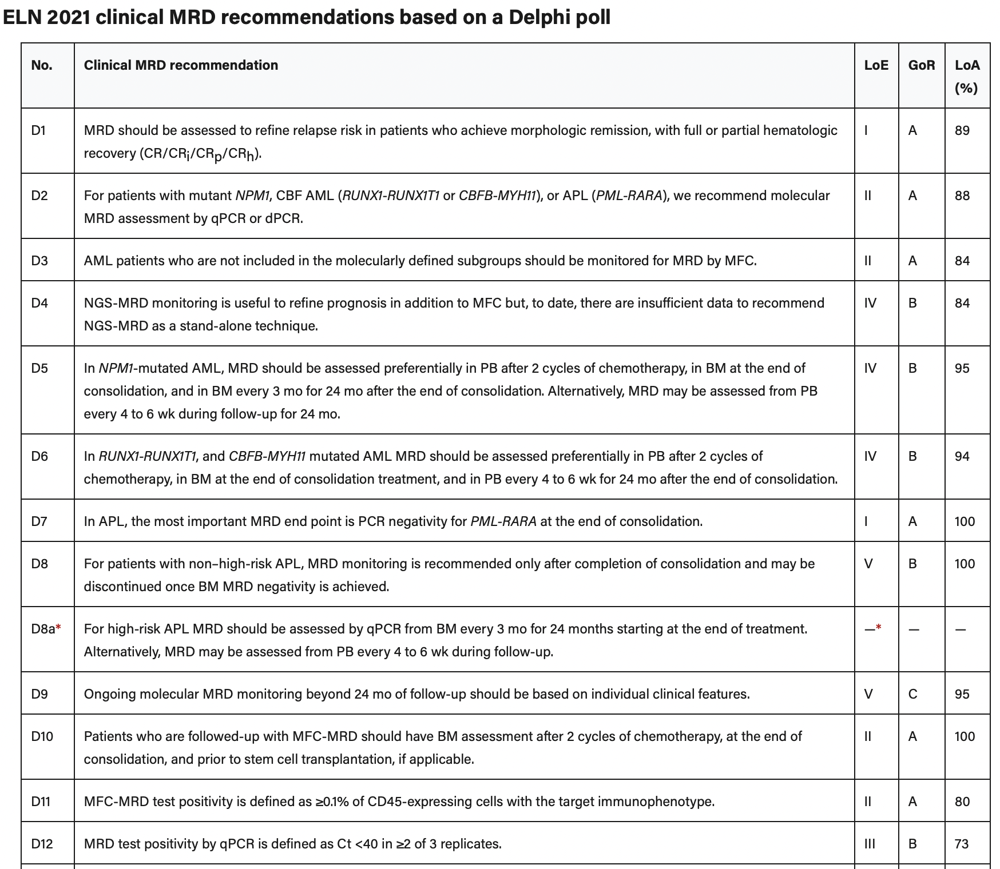 ELN 2021 clinical MRD recommendations based on a Delphi poll
No. Clinical MRD recommendation LoE GoR LoA
(%)
D1 MRD should be assessed to refine relapse risk in patients who achieve morphologic remission, with full or partial hematologic I A 89
recovery (CR/CRi/CRp/CRh).
D2 For patients with mutant NPM1, CBF AML (RUNX1-RUNX1T1 or CBFB-MYH11), or APL (PML-RARA), we recommend molecular II A 88
MRD assessment by qPCR or dPCR.
D3 AML patients who are not included in the molecularly defined subgroups should be monitored for MRD by MFC. II A 84
D4 NGS-MRD monitoring is useful to refine prognosis in addition to MFC but, to date, there are insufficient data to recommend IV B 84
NGS-MRD as a stand-alone technique.
D5 In NPM1-mutated AML, MRD should be assessed preferentially in PB after 2 cycles of chemotherapy, in BM at the end of IV B 95
consolidation, and in BM every 3 mo for 24 mo after the end of consolidation. Alternatively, MRD may be assessed from PB
every 4 to 6 wk during follow-up for 24 mo.
D6 In RUNX1-RUNX1T1, and CBFB-MYH11 mutated AML MRD should be assessed preferentially in PB after 2 cycles of IV B 94
chemotherapy, in BM at the end of consolidation treatment, and in PB every 4 to 6 wk for 24 mo after the end of consolidation.
D7 In APL, the most important MRD end point is PCR negativity for PML-RARA at the end of consolidation. I A 100
D8 For patients with non–high-risk APL, MRD monitoring is recommended only after completion of consolidation and may be V B 100
discontinued once BM MRD negativity is achieved.
D8a* For high-risk APL MRD should be assessed by qPCR from BM every 3 mo for 24 months starting at the end of treatment. —* — —
Alternatively, MRD may be assessed from PB every 4 to 6 wk during follow-up.
D9 Ongoing molecular MRD monitoring beyond 24 mo of follow-up should be based on individual clinical features. V C 95
D10 Patients who are followed-up with MFC-MRD should have BM assessment after 2 cycles of chemotherapy, at the end of II A 100
consolidation, and prior to stem cell transplantation, if applicable.
D11 MFC-MRD test positivity is defined as ≥0.1% of CD45-expressing cells with the target immunophenotype. II A 80
D12 MRD test positivity by qPCR is defined as Ct <40 in ≥2 of 3 replicates. III B 73